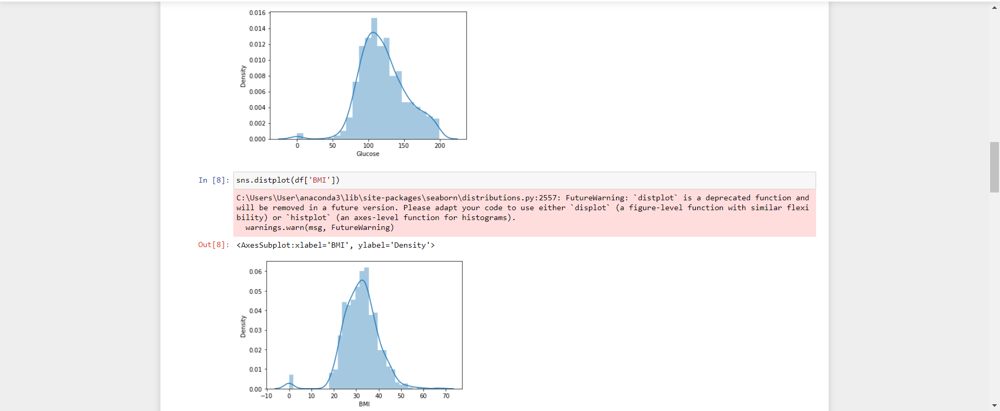 0.016
0.014
0.012
0.010
0.008
0.006
0.004
0.002
0.000
Density
0 50 100 150 200
Glucose
In [8]: sns.distplot(df['BMI'])
C:\Users\User\anaconda3\lib\site-packages\seaborn\distributions.py:2557: FutureWarning: `distplot` is a deprecated function and
will be removed in a future version. Please adapt your code to use either `displot` (a figure-level function with similar flexi
bility) or `histplot` (an axes-level function for histograms).
  warnings.warn(msg, FutureWarning)
Out[8]: <AxesSubplot:xlabel='BMI', ylabel='Density'>
0.06
0.05
0.04
0.03
0.02
0.01
0.00
Density
−10 0 10 20 30 40 50 60 70
BMI